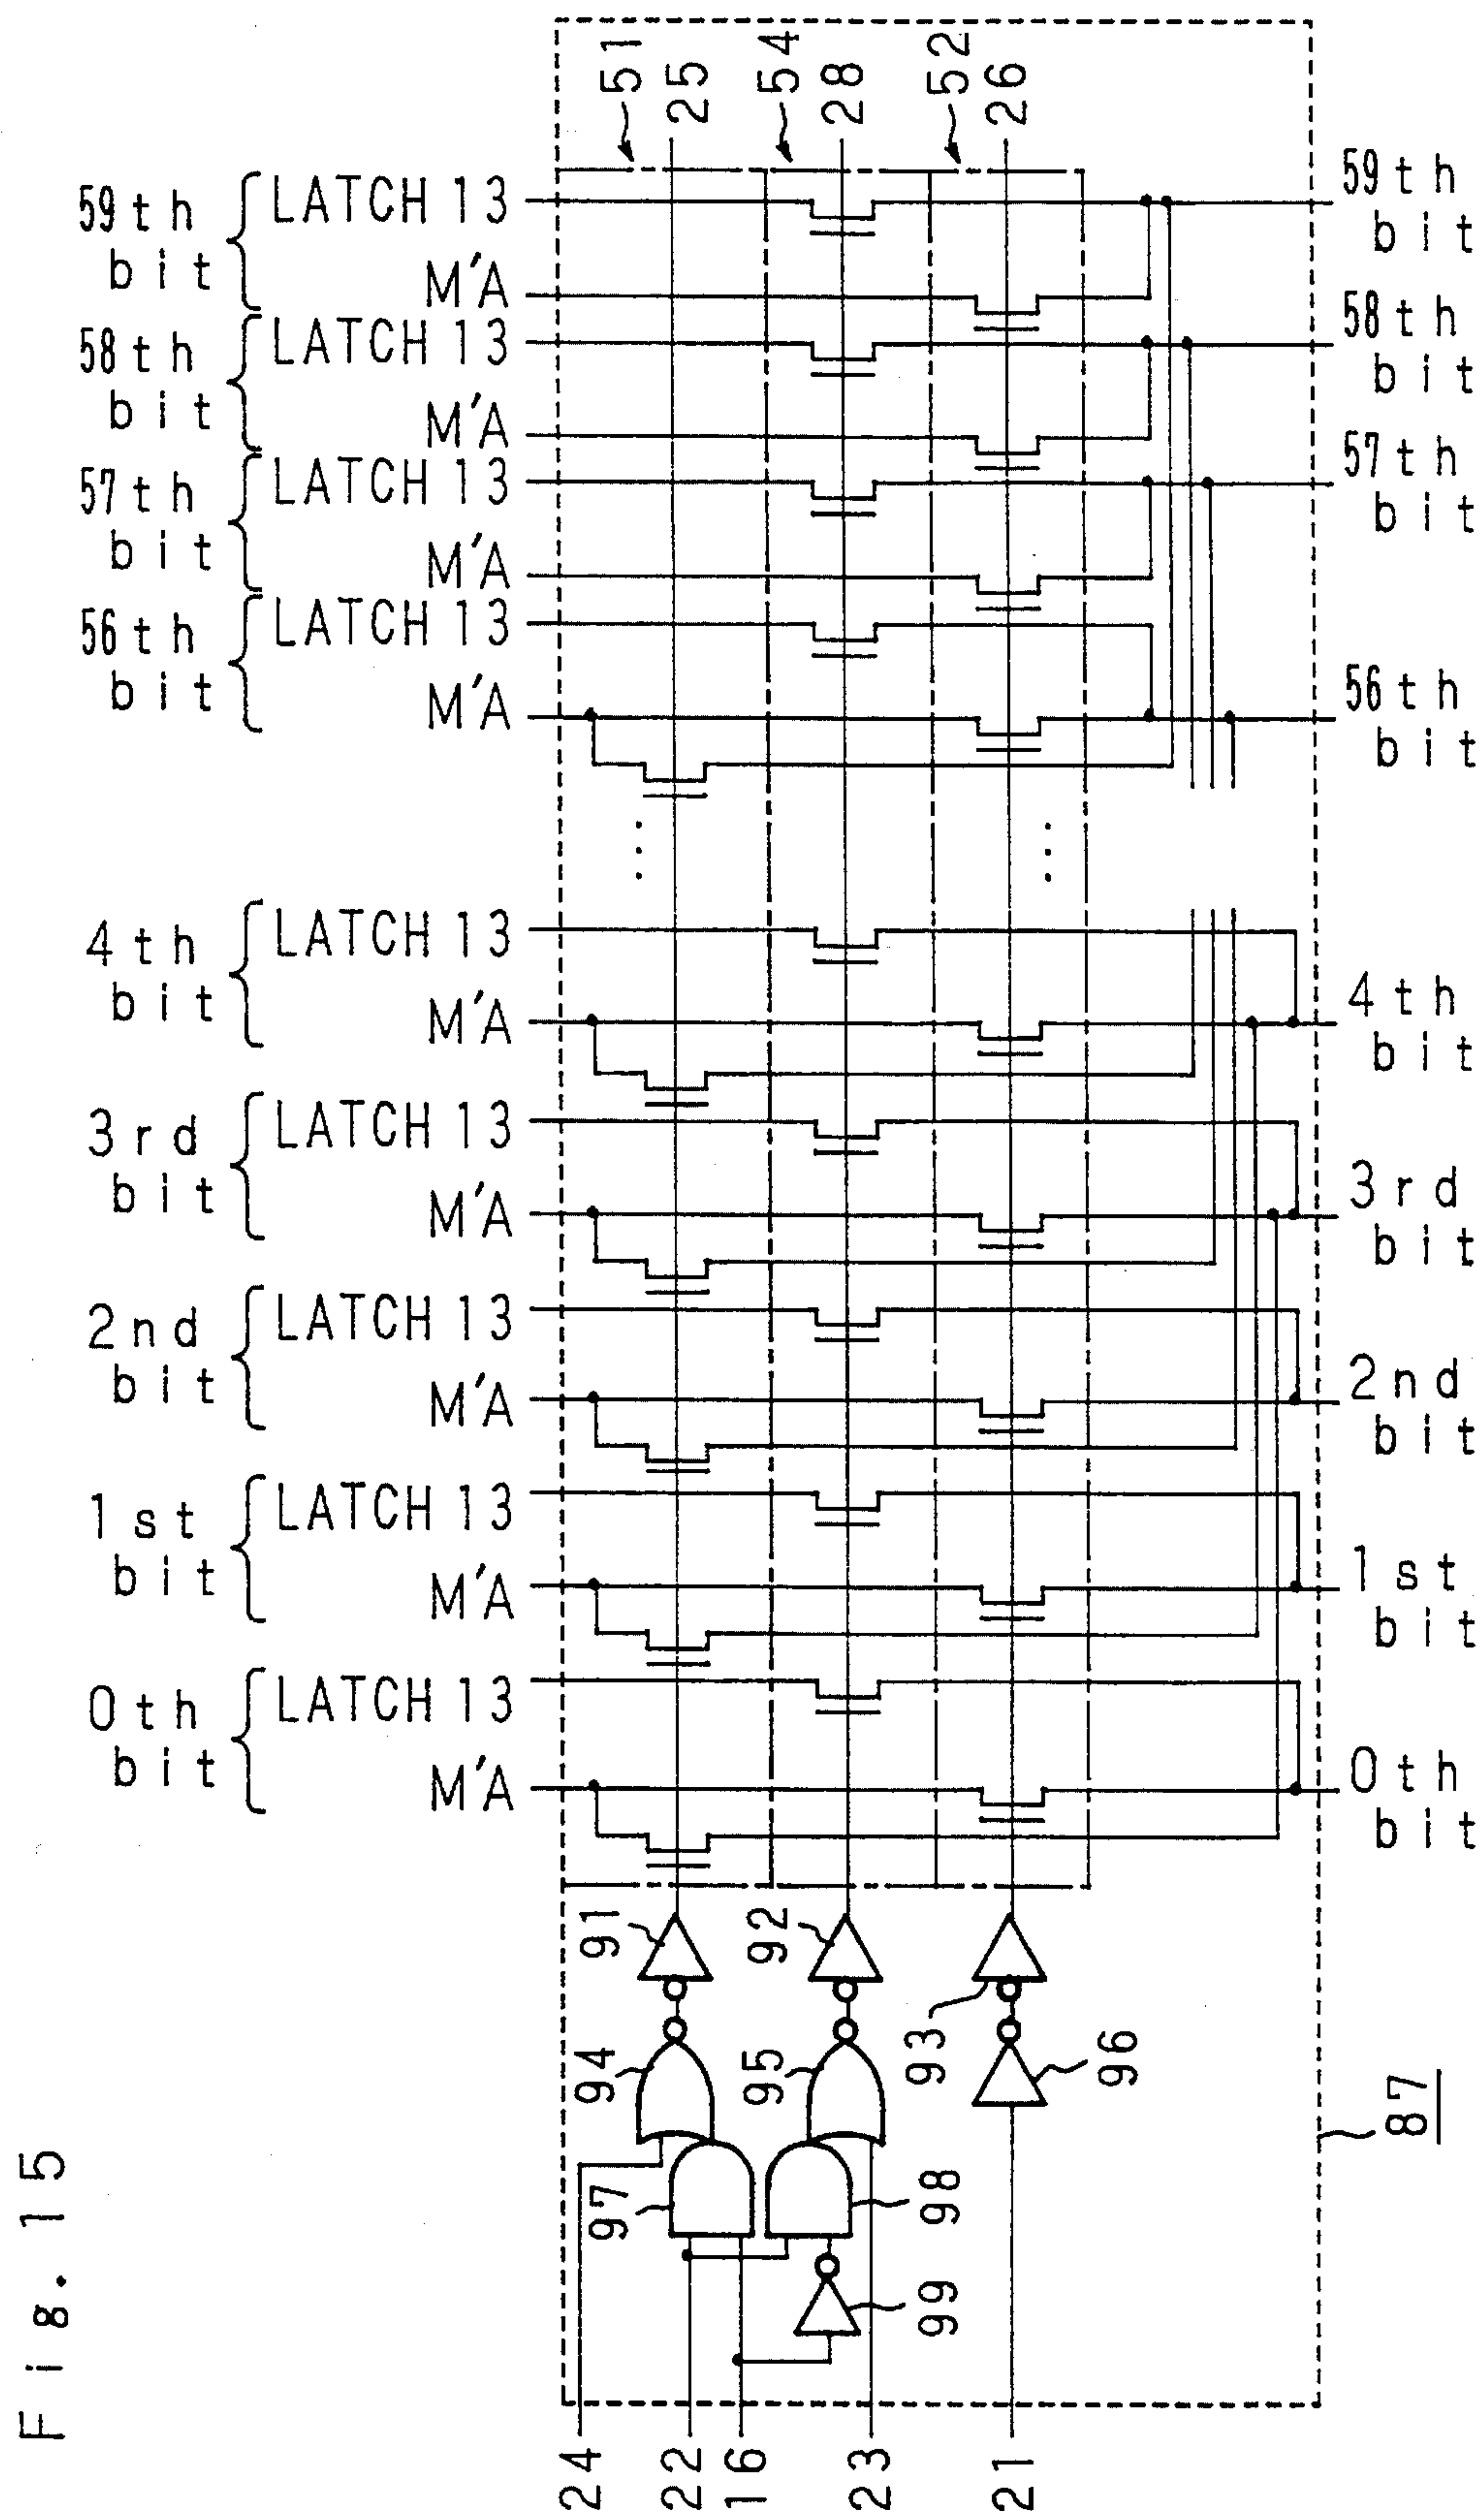 Fig. 15
59th bit
LATCH 13
M'A
58th bit
LATCH 13
M'A
57th bit
LATCH 13
M'A
56th bit
LATCH 13
M'A
4th bit
LATCH 13
M'A
3rd bit
LATCH 13
M'A
2nd bit
LATCH 13
M'A
1st bit
LATCH 13
M'A
0th bit
LATCH 13
M'A
51
25
54
28
52
26
...
...
59th bit
58th bit
57th bit
56th bit
4th bit
3rd bit
2nd bit
1st bit
0th bit
91
92
93
94
95
96
97
98
99
24
22
16
23
21
87